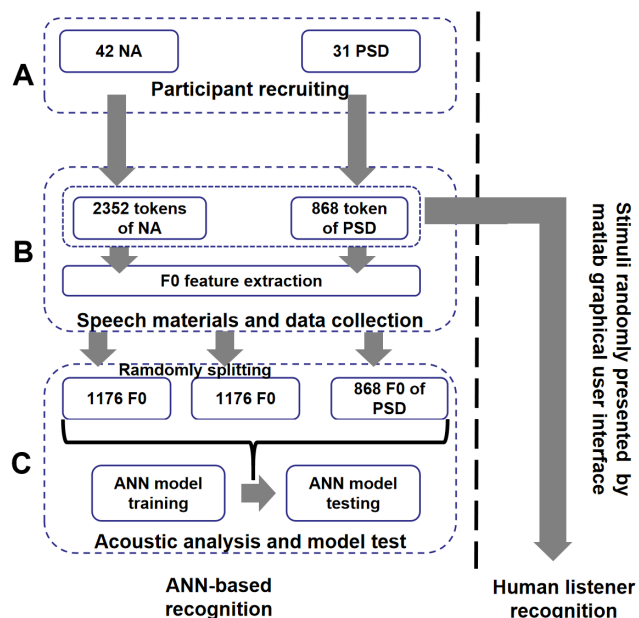 42 NA
31 PSD
A
Participant recruiting
2352 tokens
of NA
868 token
of PSD
B
F0 feature extraction
Speech materials and data collection
Ramdomly splitting
1176 F0
1176 F0
868 F0 of
PSD
C
ANN model
training
ANN model
testing
Acoustic analysis and model test
ANN-based
recognition
Stimuli randomly presented by
matlab graphical user interface
Human listener
recognition